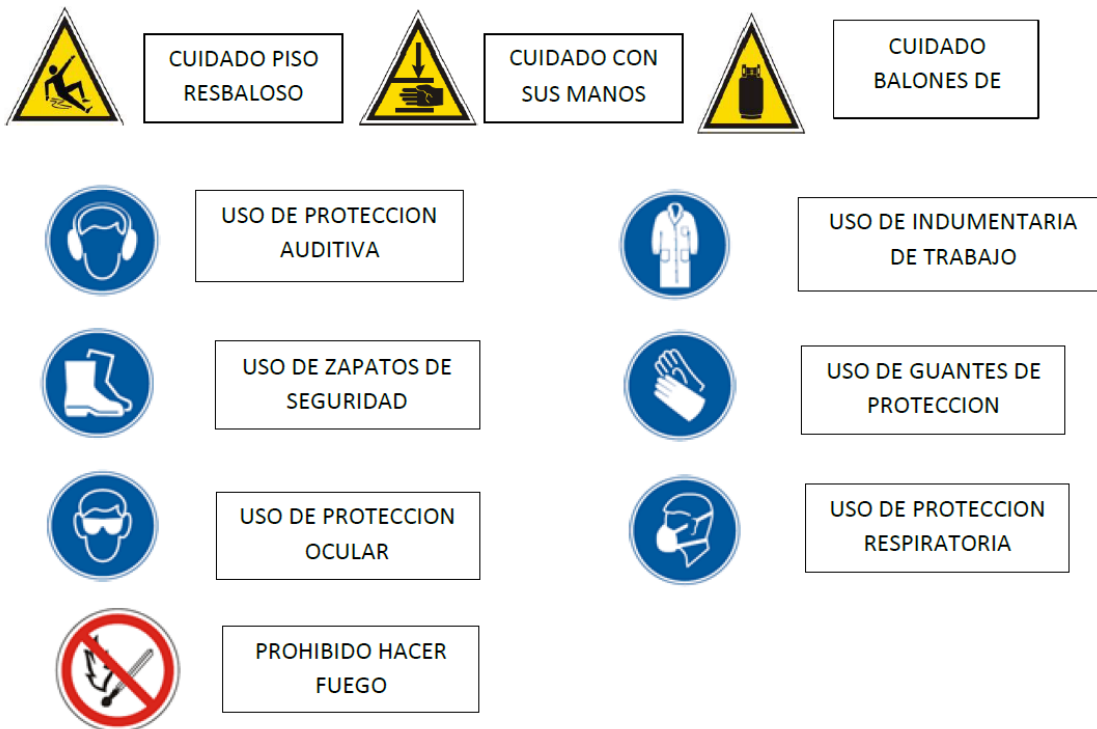 CUIDADO PISO
RESBALOSO
CUIDADO CON
SUS MANOS
CUIDADO
BALONES DE
USO DE PROTECCION
AUDITIVA
USO DE INDUMENTARIA
DE TRABAJO
USO DE ZAPATOS DE
SEGURIDAD
USO DE GUANTES DE
PROTECCION
USO DE PROTECCION
OCULAR
USO DE PROTECCION
RESPIRATORIA
PROHIBIDO HACER
FUEGO